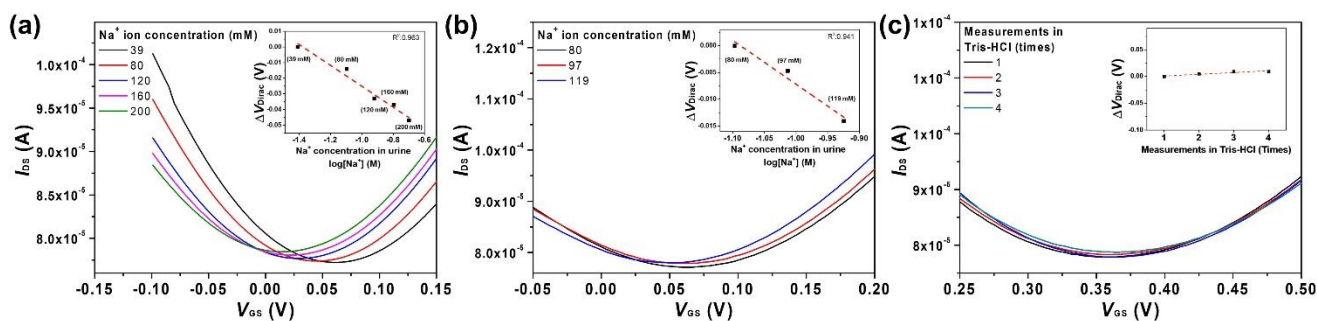 (a)
Na⁺ ion concentration (mM)
39
80
120
160
200
I_DS (A)
1.0x10⁻⁴
9.5x10⁻⁵
9.0x10⁻⁵
8.5x10⁻⁵
8.0x10⁻⁵
-0.15 -0.10 -0.05 0.00 0.05 0.10 0.15
V_GS (V)
R²:0.963
ΔV_Dirac (V)
0.01
0.00
-0.01
-0.02
-0.03
-0.04
-0.05
(39 mM)
(80 mM)
(120 mM)
(160 mM)
(200 mM)
-1.4 -1.2 -1.0 -0.8 -0.6
Na⁺ concentration in urine
log[Na⁺] (M)
(b)
Na⁺ ion concentration (mM)
80
97
119
I_DS (A)
1.2x10⁻⁴
1.1x10⁻⁴
1.0x10⁻⁴
9.0x10⁻⁵
8.0x10⁻⁵
-0.05 0.00 0.05 0.10 0.15 0.20
V_GS (V)
R²:0.941
ΔV_Dirac (V)
0.000
-0.005
-0.010
-0.015
(80 mM)
(97 mM)
(119 mM)
-1.10 -1.05 -1.00 -0.95 -0.90
Na⁺ concentration in urine
log[Na⁺] (M)
(c)
Measurements in
Tris-HCl (times)
1
2
3
4
I_DS (A)
1x10⁻⁴
1x10⁻⁴
1x10⁻⁴
9x10⁻⁵
8x10⁻⁵
0.25 0.30 0.35 0.40 0.45 0.50
V_GS (V)
ΔV_Dirac (V)
0.05
0.00
-0.05
-0.10
1 2 3 4
Measurements in Tris-HCl (Times)